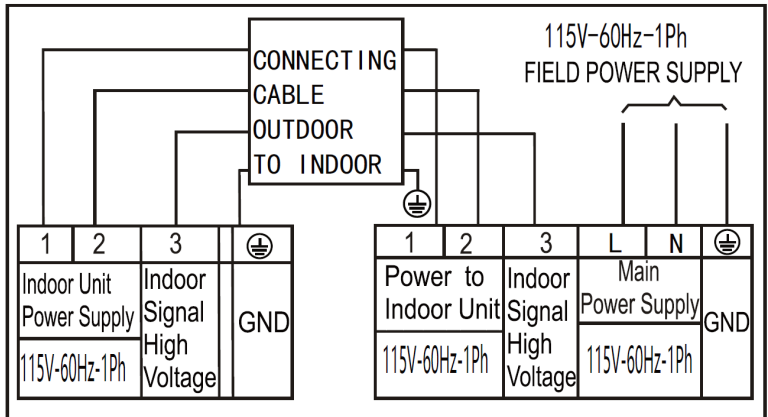 115V-60Hz-1Ph
FIELD POWER SUPPLY
CONNECTING
CABLE
OUTDOOR
TO INDOOR
1 2 3
Indoor Unit
Power Supply
115V-60Hz-1Ph
Indoor
Signal
High
Voltage
GND
1 2 3 L N
Power to
Indoor Unit
115V-60Hz-1Ph
Indoor
Signal
High
Voltage
Main
Power Supply
115V-60Hz-1Ph
GND